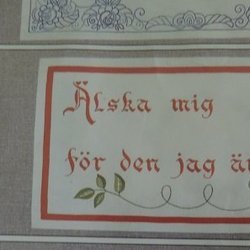 Älska mig
för den jag är